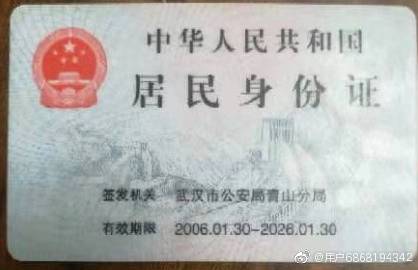 中华人民共和国
居民身份证
签发机关 武汉市公安局青山分局
有效期限 2006.01.30-2026.01.30
@用户6868194342